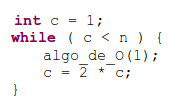 int c = 1;
while ( c < n ) {
algo_de_O(1);
c = 2 * c;
}